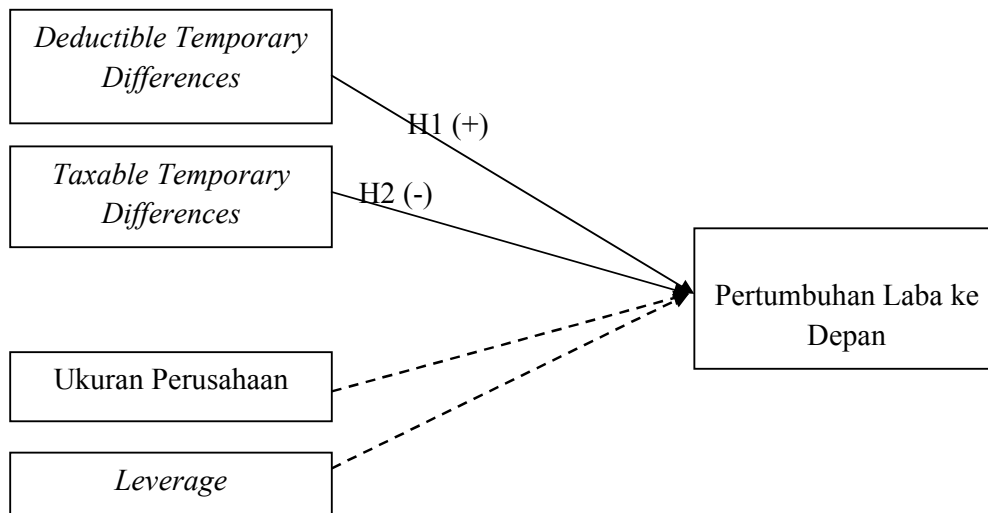 Deductible Temporary
Differences
H1 (+)
Taxable Temporary
Differences
H2 (-)
Pertumbuhan Laba ke
Depan
Ukuran Perusahaan
Leverage